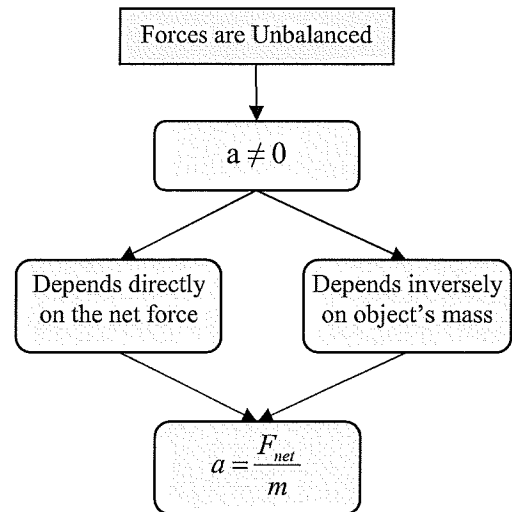 Forces are Unbalanced
a ≠ 0
Depends directly
on the net force
Depends inversely
on object's mass
a = F_net / m